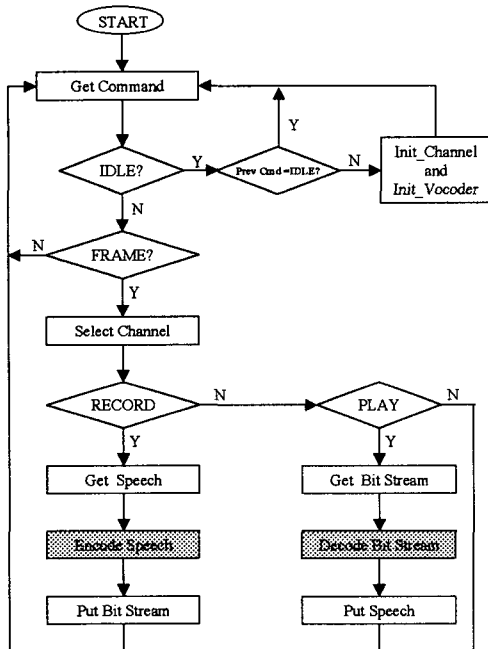 START
Get Command
Y
IDLE?
Y
Prev Cmd=IDLE?
N
Init_Channel
and
Init_Vocoder
N
N
FRAME?
Y
Select Channel
RECORD
N
PLAY
N
Y
Y
Get Speech
Get Bit Stream
Encode Speech
Decode Bit Stream
Put Bit Stream
Put Speech